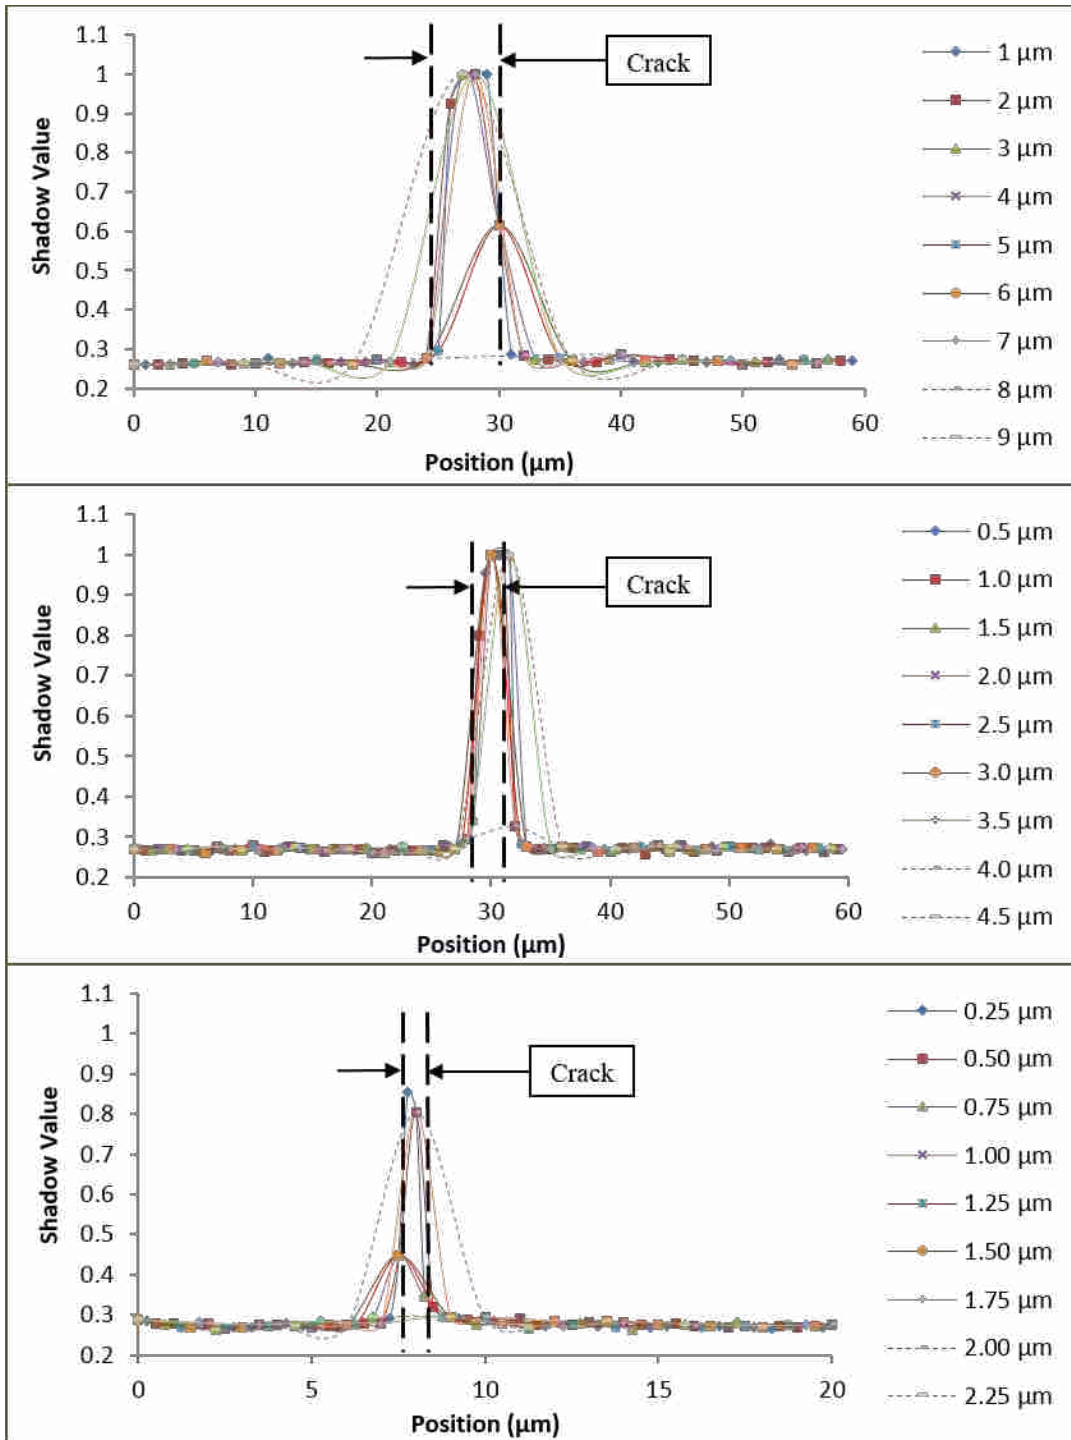 1.1
1
0.9
0.8
0.7
0.6
0.5
0.4
0.3
0.2
Shadow Value
0
10
20
30
40
50
60
Position (µm)
Crack
1 µm
2 µm
3 µm
4 µm
5 µm
6 µm
7 µm
8 µm
9 µm
1.1
1
0.9
0.8
0.7
0.6
0.5
0.4
0.3
0.2
Shadow Value
0
10
20
30
40
50
60
Position (µm)
Crack
0.5 µm
1.0 µm
1.5 µm
2.0 µm
2.5 µm
3.0 µm
3.5 µm
4.0 µm
4.5 µm
1.1
1
0.9
0.8
0.7
0.6
0.5
0.4
0.3
0.2
Shadow Value
0
5
10
15
20
Position (µm)
Crack
0.25 µm
0.50 µm
0.75 µm
1.00 µm
1.25 µm
1.50 µm
1.75 µm
2.00 µm
2.25 µm